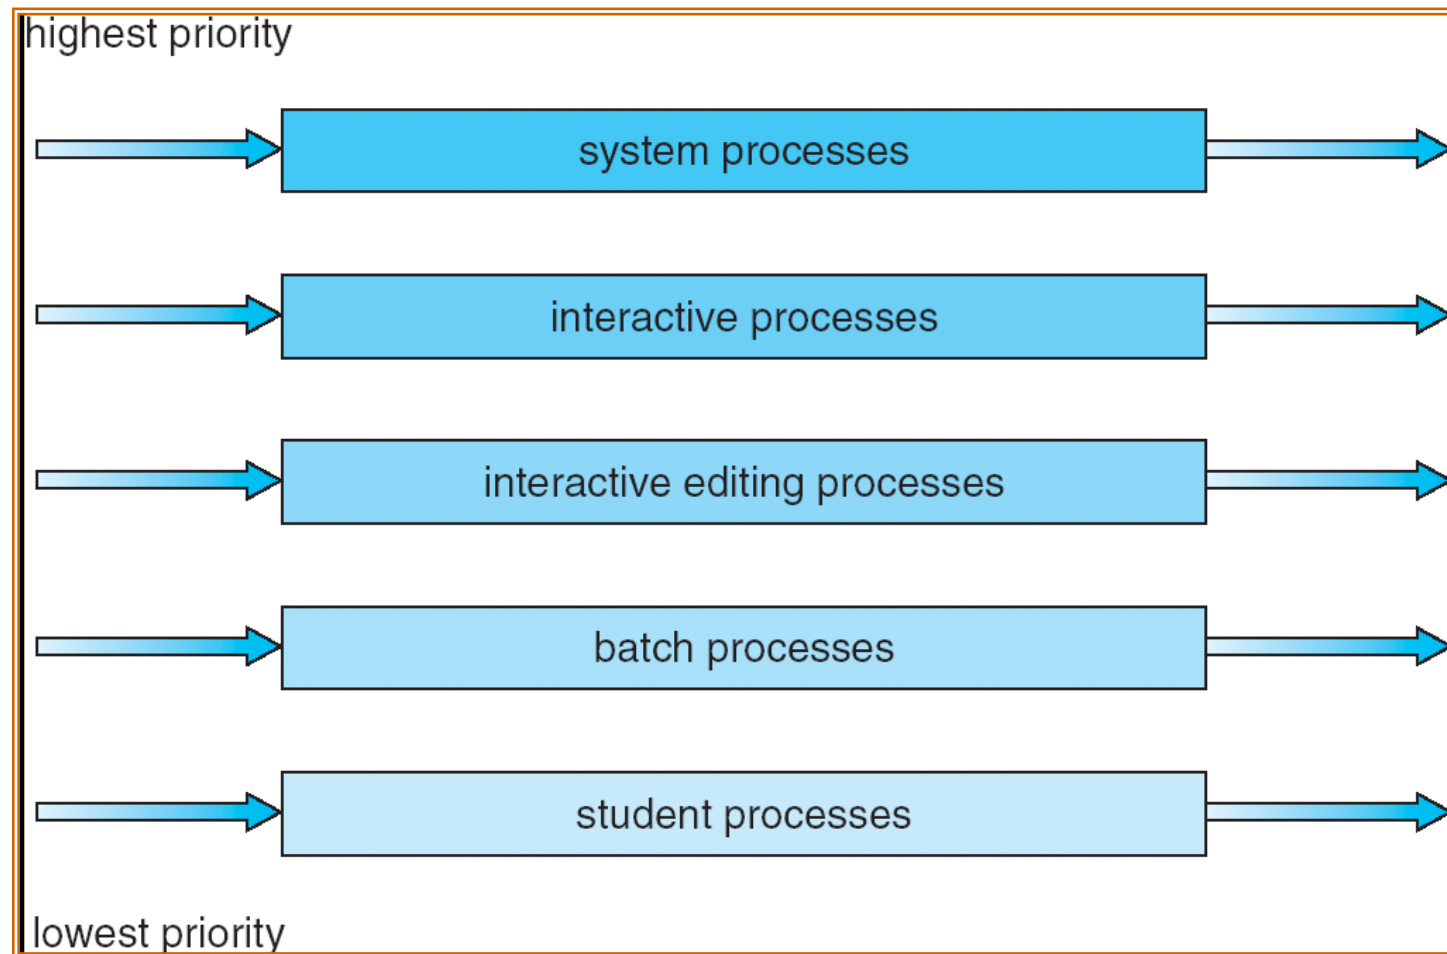 highest priority
system processes
interactive processes
interactive editing processes
batch processes
student processes
lowest priority